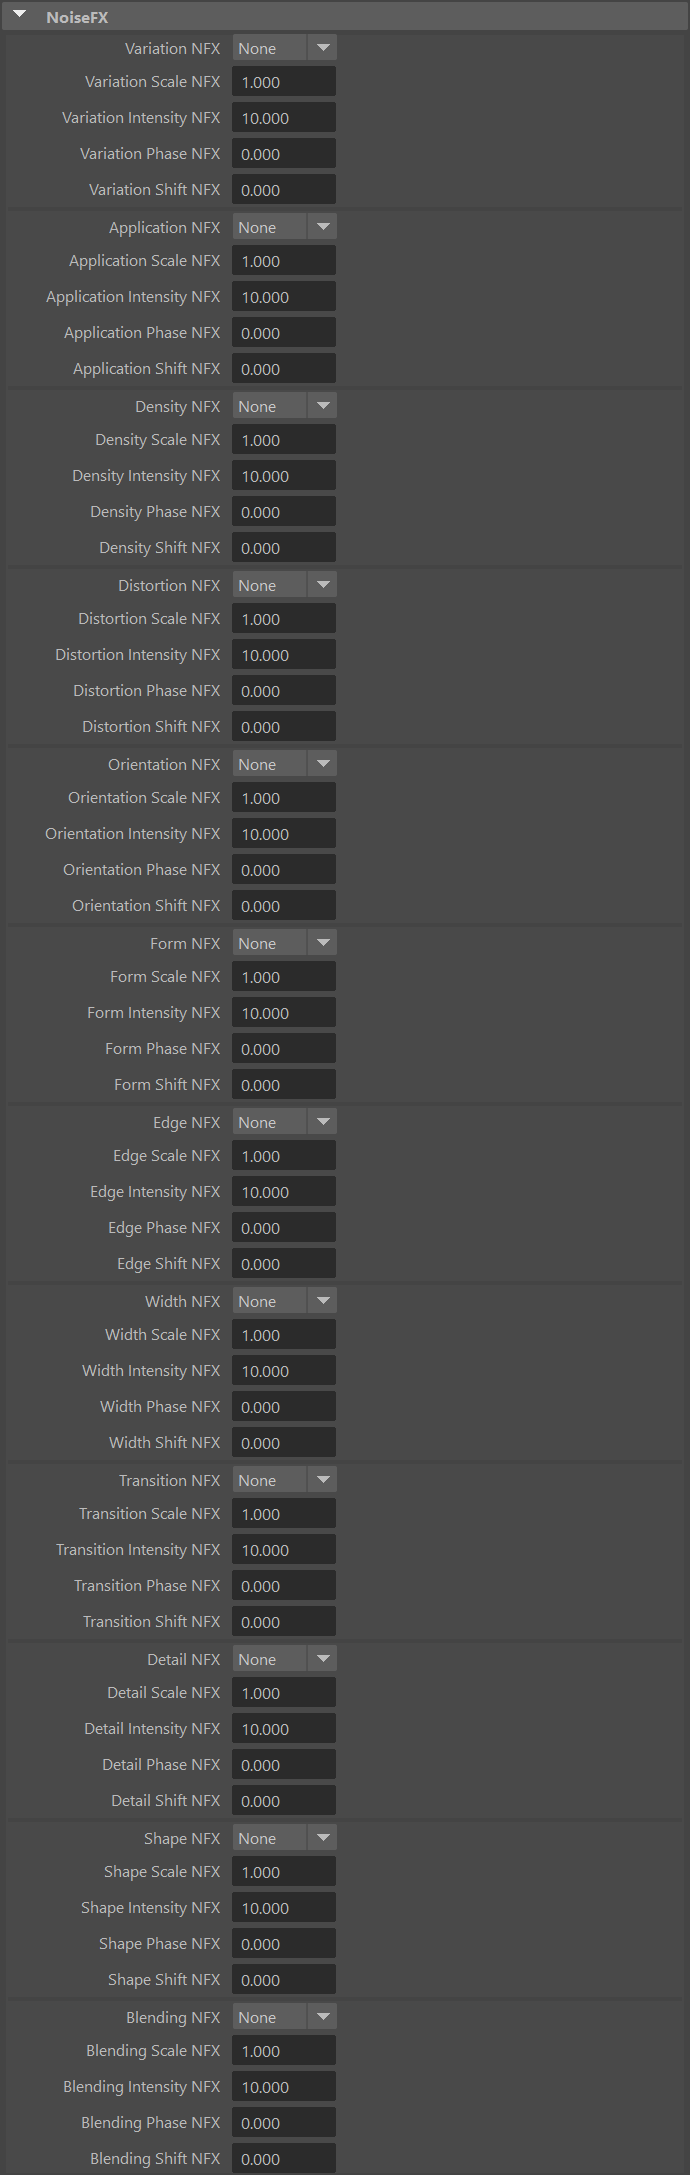 NoiseFX
Variation NFX None
Variation Scale NFX 1.000
Variation Intensity NFX 10.000
Variation Phase NFX 0.000
Variation Shift NFX 0.000
Application NFX None
Application Scale NFX 1.000
Application Intensity NFX 10.000
Application Phase NFX 0.000
Application Shift NFX 0.000
Density NFX None
Density Scale NFX 1.000
Density Intensity NFX 10.000
Density Phase NFX 0.000
Density Shift NFX 0.000
Distortion NFX None
Distortion Scale NFX 1.000
Distortion Intensity NFX 10.000
Distortion Phase NFX 0.000
Distortion Shift NFX 0.000
Orientation NFX None
Orientation Scale NFX 1.000
Orientation Intensity NFX 10.000
Orientation Phase NFX 0.000
Orientation Shift NFX 0.000
Form NFX None
Form Scale NFX 1.000
Form Intensity NFX 10.000
Form Phase NFX 0.000
Form Shift NFX 0.000
Edge NFX None
Edge Scale NFX 1.000
Edge Intensity NFX 10.000
Edge Phase NFX 0.000
Edge Shift NFX 0.000
Width NFX None
Width Scale NFX 1.000
Width Intensity NFX 10.000
Width Phase NFX 0.000
Width Shift NFX 0.000
Transition NFX None
Transition Scale NFX 1.000
Transition Intensity NFX 10.000
Transition Phase NFX 0.000
Transition Shift NFX 0.000
Detail NFX None
Detail Scale NFX 1.000
Detail Intensity NFX 10.000
Detail Phase NFX 0.000
Detail Shift NFX 0.000
Shape NFX None
Shape Scale NFX 1.000
Shape Intensity NFX 10.000
Shape Phase NFX 0.000
Shape Shift NFX 0.000
Blending NFX None
Blending Scale NFX 1.000
Blending Intensity NFX 10.000
Blending Phase NFX 0.000
Blending Shift NFX 0.000